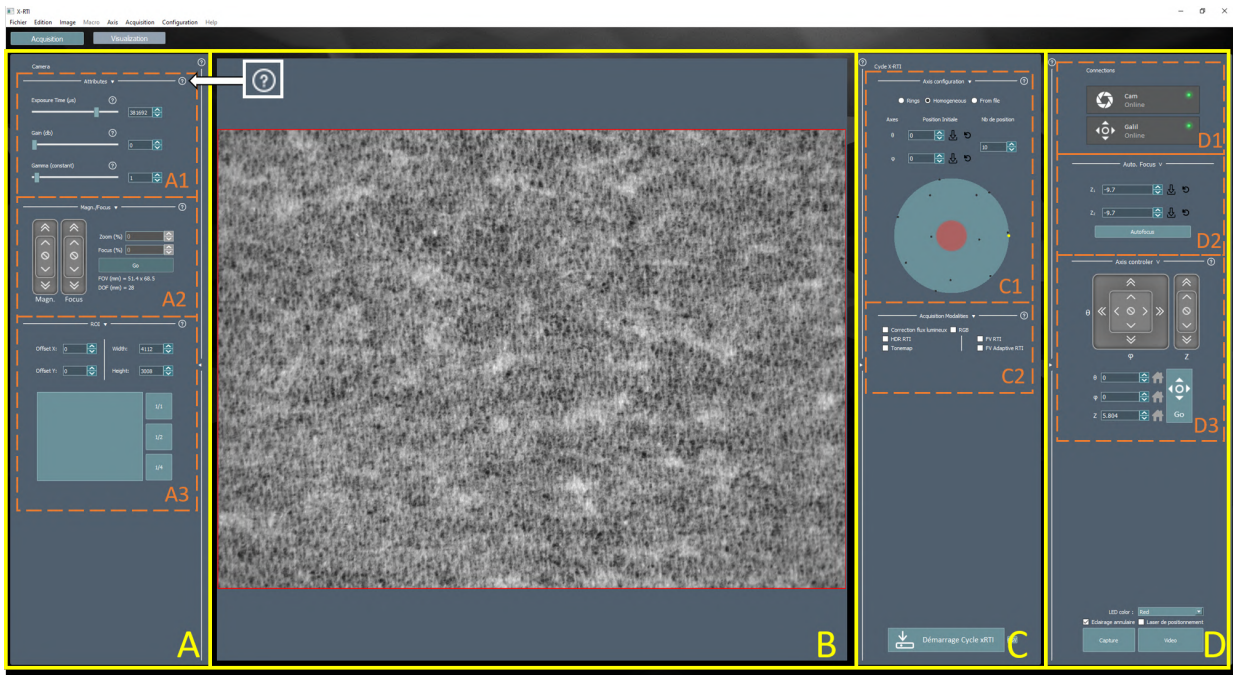 X-RTI
Fichier Edition Image Macro Axis Acquisition Configuration Help
Acquisition Visualization
Camera
Attributes
Exposure Time (µs)
381692
Gain (db)
0
Gamma (constant)
1
A1
Magn./Focus
Zoom (%) 0
Focus (%) 0
Go
FOV (mm) = 51.4 x 68.5
DOF (mm) = 28
Magn. Focus
A2
ROI
Offset X: 0 Width: 4112
Offset Y: 0 Height: 3008
1/1
1/2
1/4
A3
A
B
Cycle X-RTI
Axis configuration
Rings Homogeneous From file
Axes Position Initiale Nb de position
θ 0
10
φ 0
C1
Acquisition Modalities
Correction flux lumineux RGB
HDR RTI FV RTI
Tonemap FV Adaptive RTI
C2
Démarrage Cycle xRTI
C
Connections
Cam
Online
Galil
Online
D1
Auto. Focus
Z₁ -9.7
Z₂ -9.7
Autofocus
D2
Axis controler
θ
φ Z
θ 0
φ 0
Z 5.804
Go
D3
LED color : Red
Eclairage annulaire Laser de positionnement
Capture Video
D